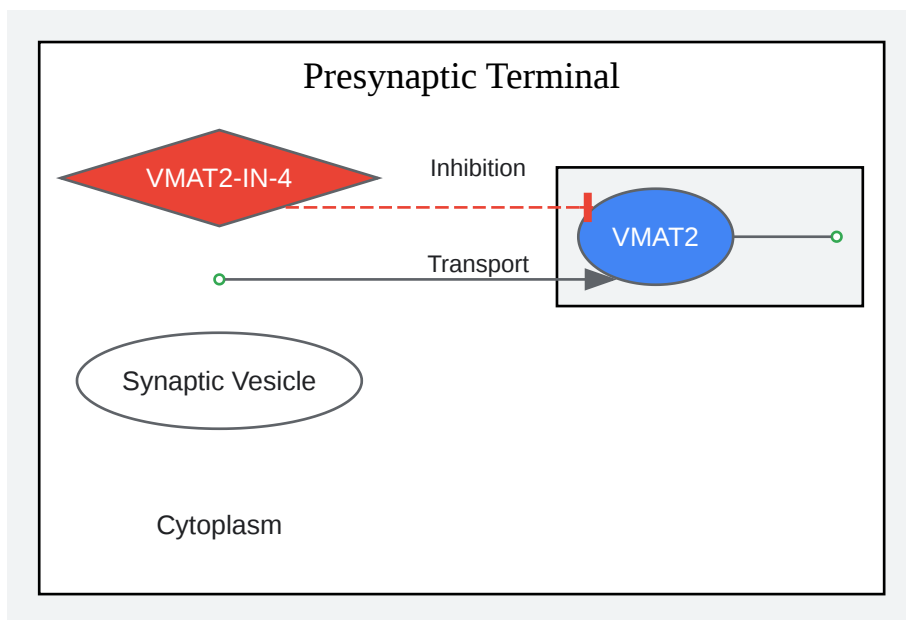 Presynaptic Terminal
Inhibition
VMAT2-IN-4
VMAT2
Transport
Synaptic Vesicle
Cytoplasm